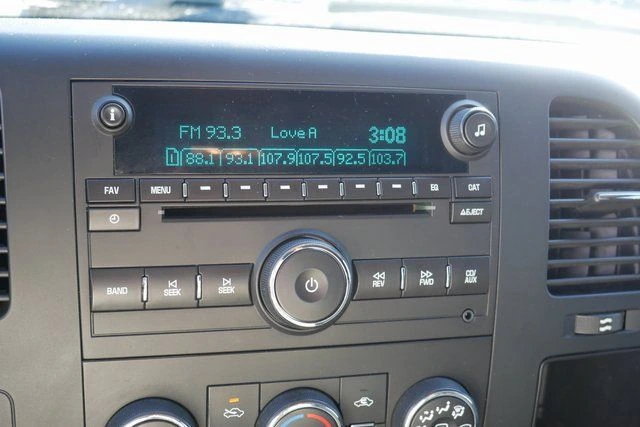 FM 93.3 Love A 3:08
1 88.1 93.1 107.9 107.5 92.5 103.7
FAV MENU EQ CAT
EJECT
BAND SEEK SEEK REV FWD CD/AUX